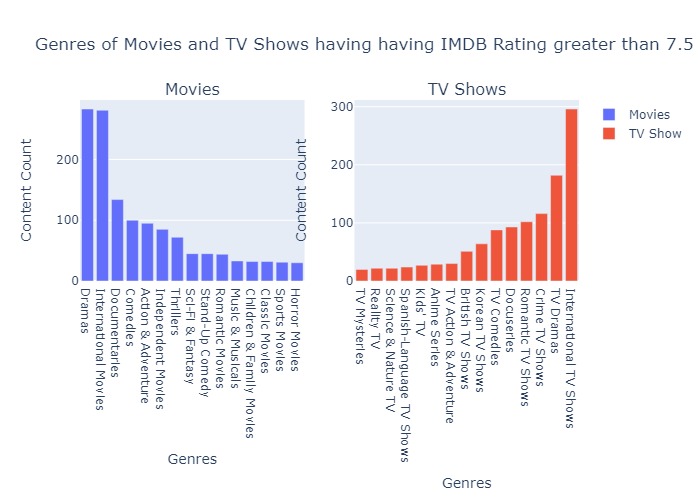 Genres of Movies and TV Shows having having IMDB Rating greater than 7.5
Movies
TV Shows
Movies
TV Show
Content Count
200
100
0
Dramas
International Movies
Documentaries
Comedies
Action & Adventure
Independent Movies
Thrillers
Sci-Fi & Fantasy
Stand-Up Comedy
Romantic Movies
Music & Musicals
Children & Family Movies
Classic Movies
Sports Movies
Horror Movies
Genres
Content Count
300
200
100
0
TV Mysteries
Reality TV
Science & Nature TV
Spanish-Language TV Shows
Kids' TV
Anime Series
TV Action & Adventure
British TV Shows
Korean TV Shows
TV Comedies
Docuseries
Romantic TV Shows
Crime TV Shows
TV Dramas
International TV Shows
Genres